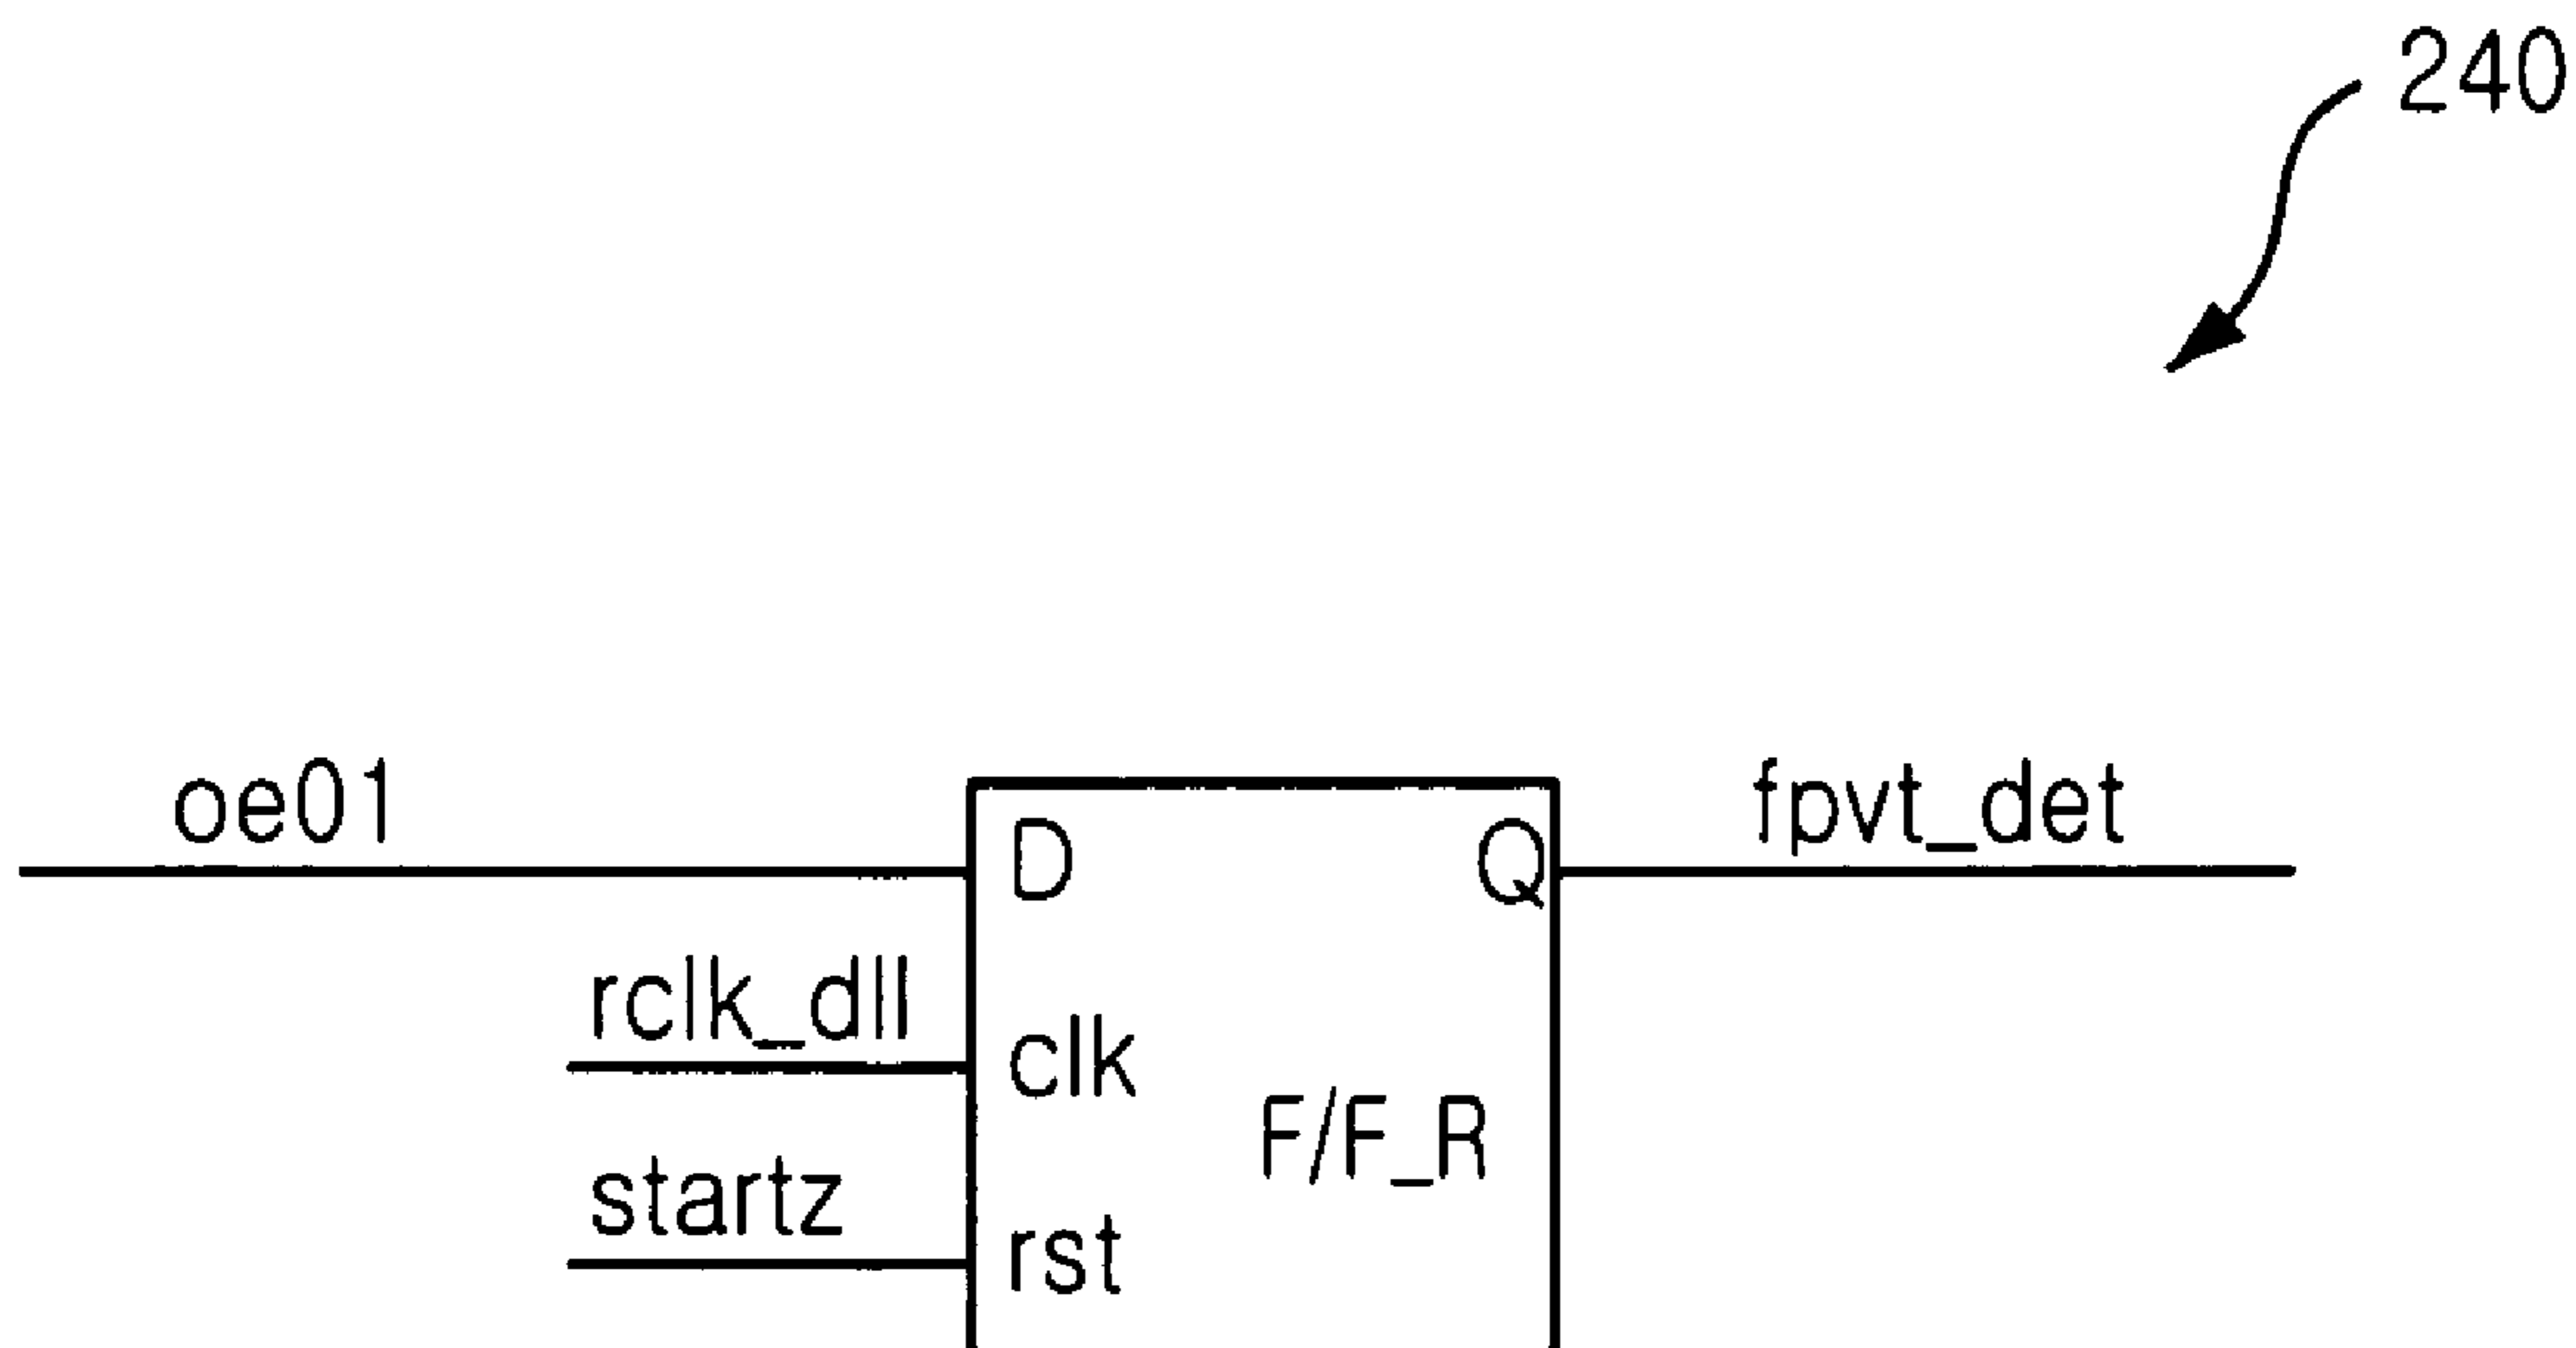 240
oe01
fpvt_det
D
Q
rclk_dll
clk
F/F_R
startz
rst